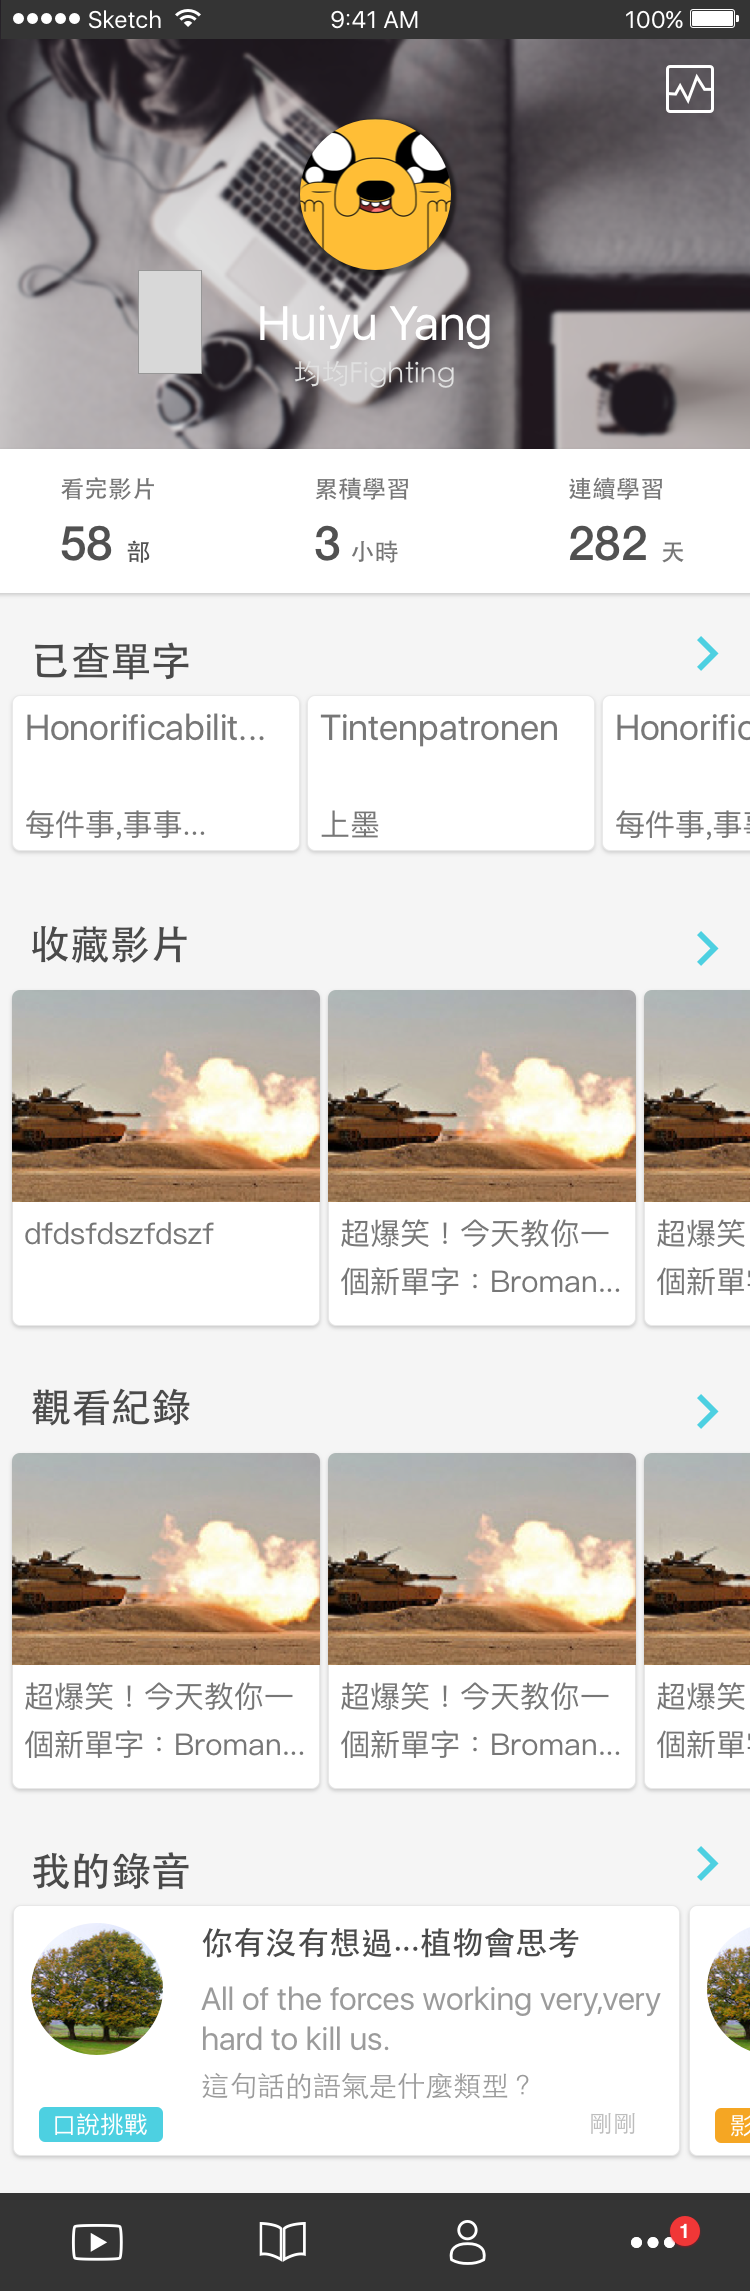 Sketch 9:41 AM 100%
Huiyu Yang
均均Fighting
看完影片 累積學習 連續學習
58 部 3 小時 282 天
已查單字
Honorificabilit... Tintenpatronen Honorific
每件事,事事... 上墨 每件事,事
收藏影片
dfdsfdszfdszf 超爆笑！今天教你一 超爆笑
個新單字：Broman... 個新單
觀看紀錄
超爆笑！今天教你一 超爆笑！今天教你一 超爆笑
個新單字：Broman... 個新單字：Broman... 個新單
我的錄音
你有沒有想過...植物會思考
All of the forces working very,very
hard to kill us.
這句話的語氣是什麼類型？
口說挑戰 剛剛 影
1